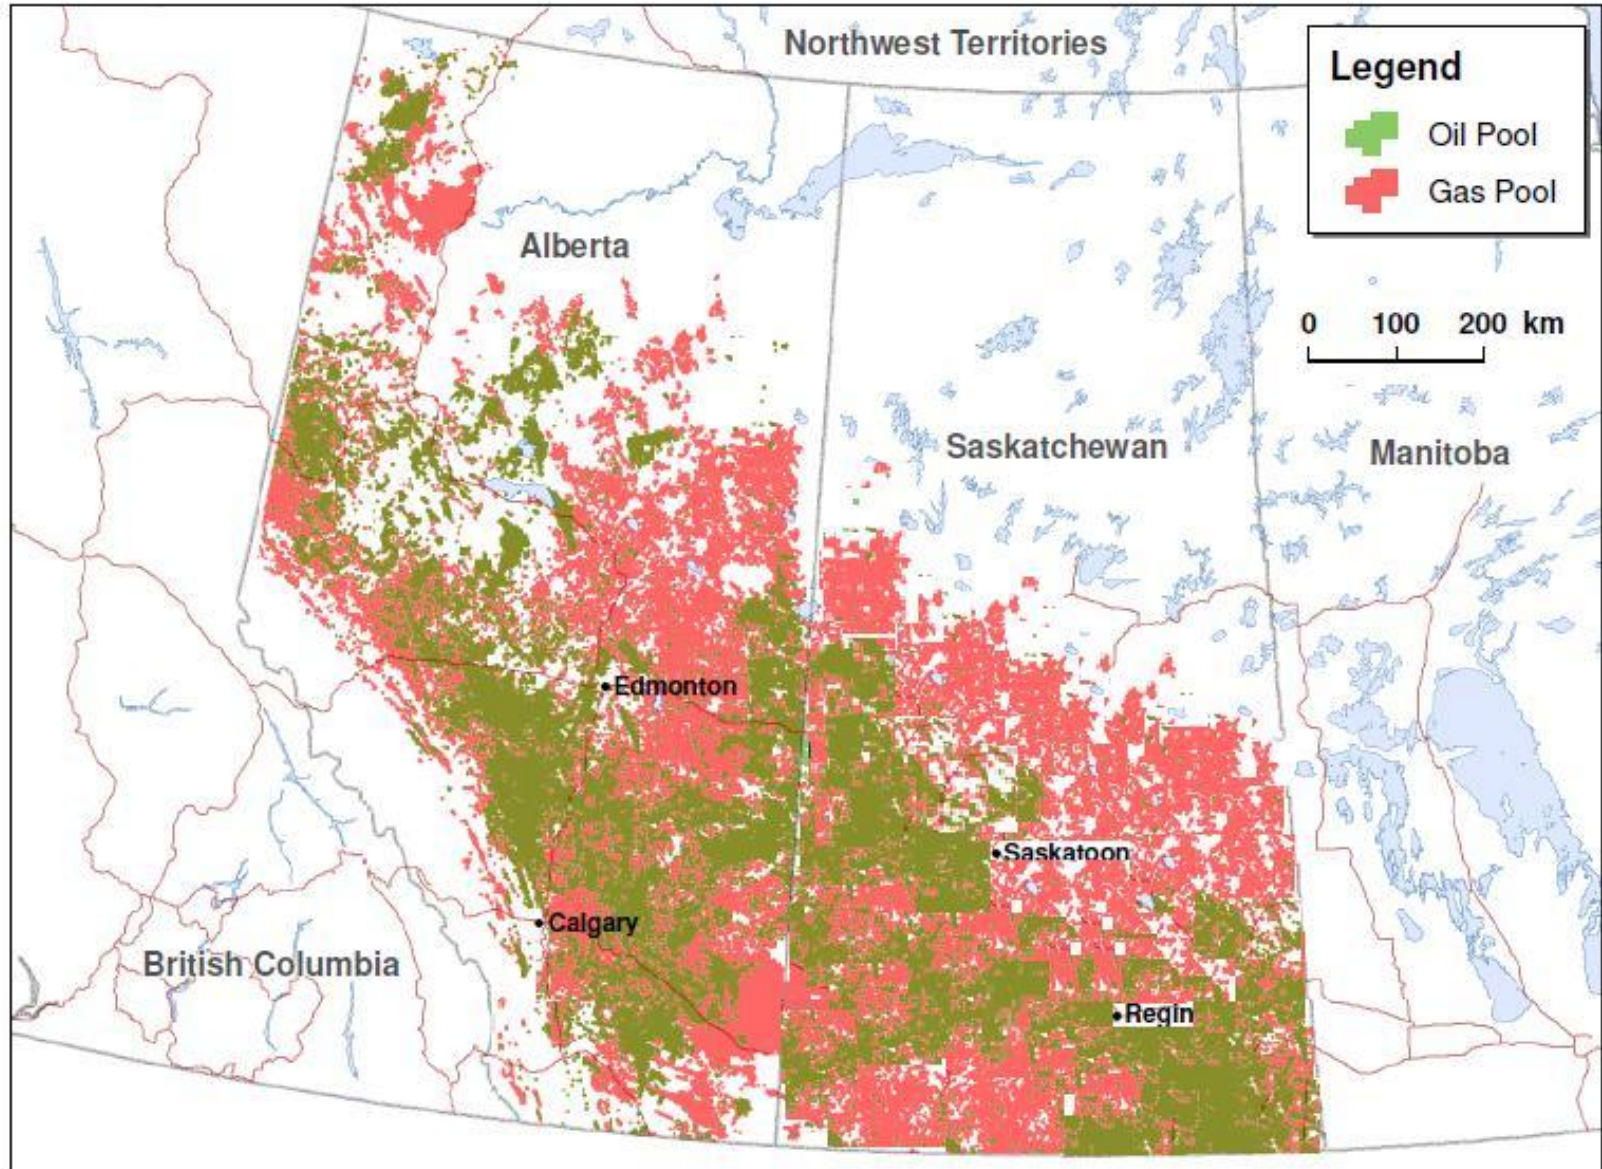 Northwest Territories
Legend
Oil Pool
Gas Pool
Alberta
0 100 200 km
Saskatchewan
Manitoba
Edmonton
Saskatoon
Calgary
British Columbia
Regin